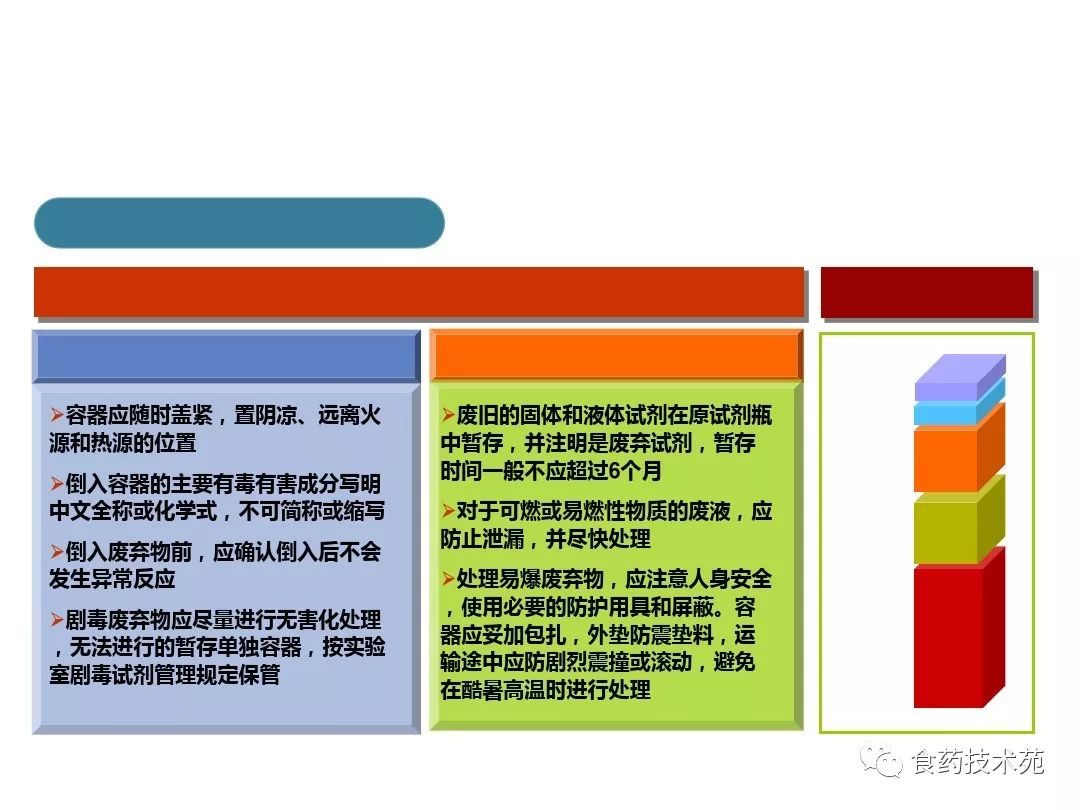 ➢容器应随时盖紧，置阴凉、远离火
源和热源的位置
➢倒入容器的主要有毒有害成分写明
中文全称或化学式，不可简称或缩写
➢倒入废弃物前，应确认倒入后不会
发生异常反应
➢剧毒废弃物应尽量进行无害化处理
，无法进行的暂存单独容器，按实验
室剧毒试剂管理规定保管
➢废旧的固体和液体试剂在原试剂瓶
中暂存，并注明是废弃试剂，暂存
时间一般不应超过6个月
➢对于可燃或易燃性物质的废液，应
防止泄漏，并尽快处理
➢处理易爆废弃物，应注意人身安全
，使用必要的防护用具和屏蔽。容
器应妥加包扎，外垫防震垫料，运
输途中应防剧烈震撞或滚动，避免
在酷暑高温时进行处理
食药技术苑